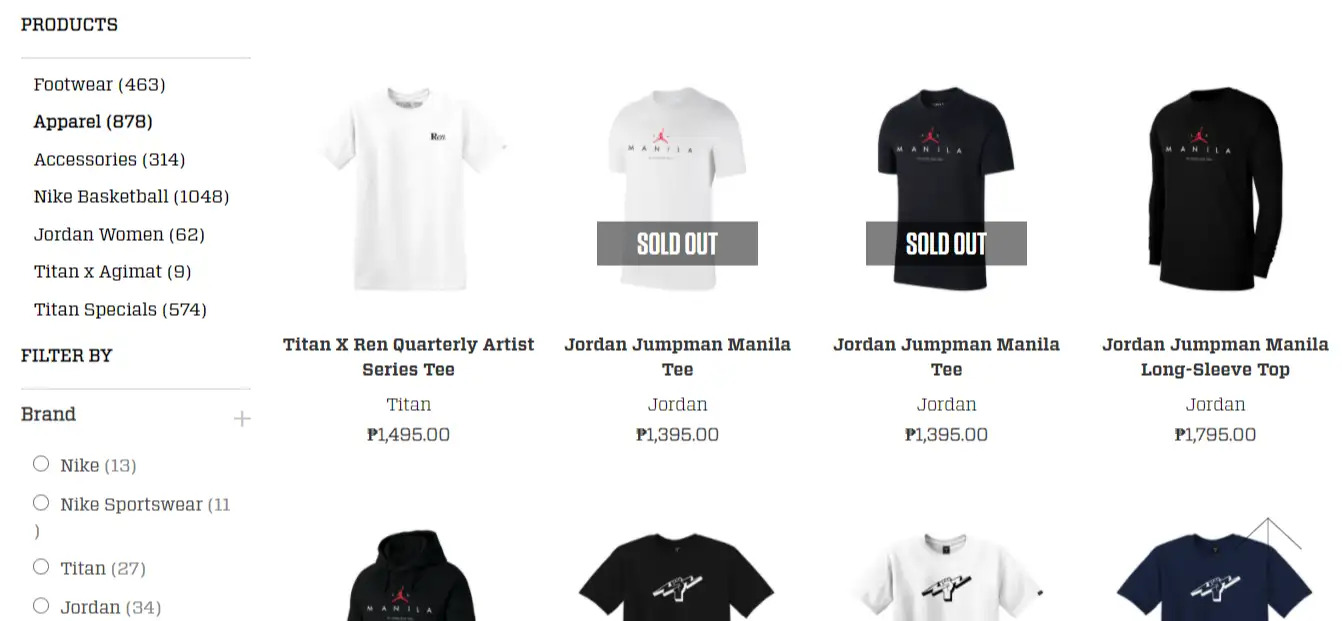 PRODUCTS
Footwear (463)
Apparel (878)
Accessories (314)
Nike Basketball (1048)
Jordan Women (62)
Titan x Agimat (9)
Titan Specials (574)
FILTER BY
Brand
Nike (13)
Nike Sportswear (11
)
Titan (27)
Jordan (34)
Ren
MANILA
SOLD OUT
MANILA
SOLD OUT
MANILA
Titan X Ren Quarterly Artist
Series Tee
Titan
₱1,495.00
Jordan Jumpman Manila
Tee
Jordan
₱1,395.00
Jordan Jumpman Manila
Tee
Jordan
₱1,395.00
Jordan Jumpman Manila
Long-Sleeve Top
Jordan
₱1,795.00
MANILA